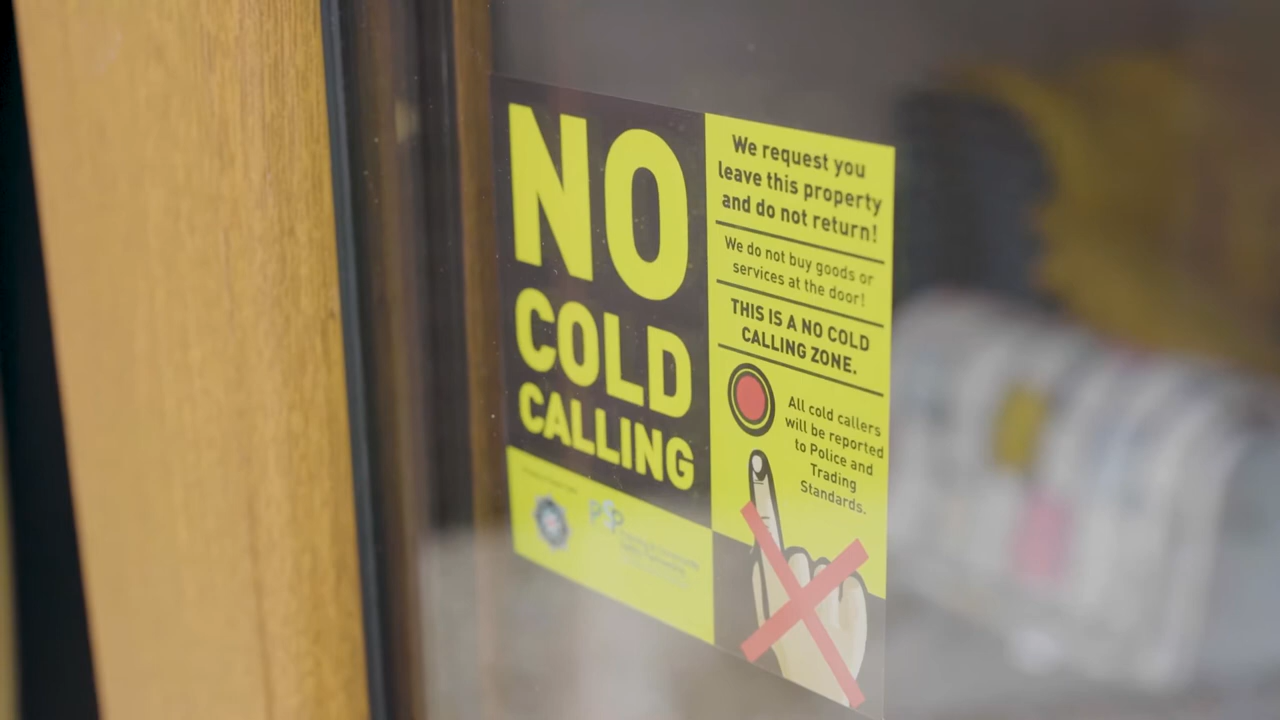 NO
COLD
CALLING
We request you
leave this property
and do not return!
We do not buy goods or
services at the door!
THIS IS A NO COLD
CALLING ZONE.
All cold callers
will be reported
to Police and
Trading
Standards.